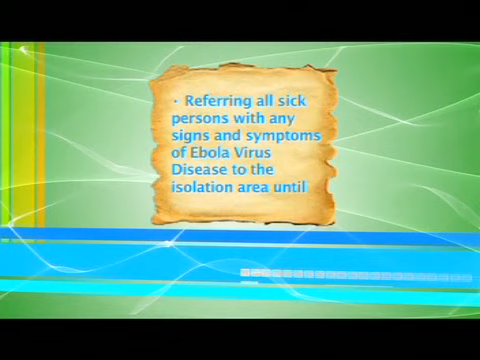 · Referring all sick
persons with any
signs and symptoms
of Ebola Virus
Disease to the
isolation area until